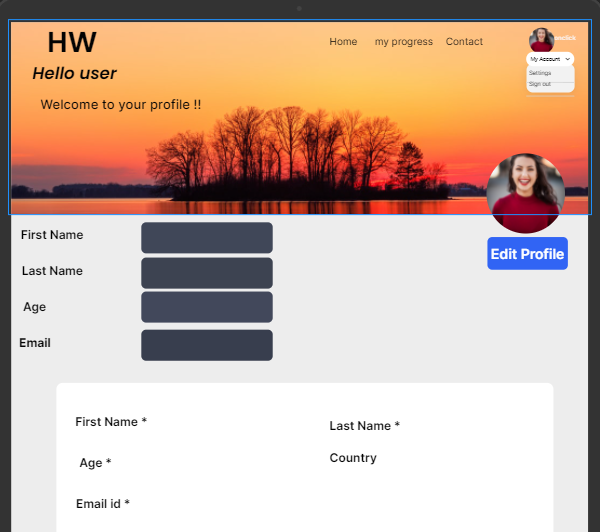 HW
Home my progress Contact
My Account
Hello user
Settings
Sign out
Welcome to your profile !!
First Name
Edit Profile
Last Name
Age
Email
First Name *
Last Name *
Age *
Country
Email id *